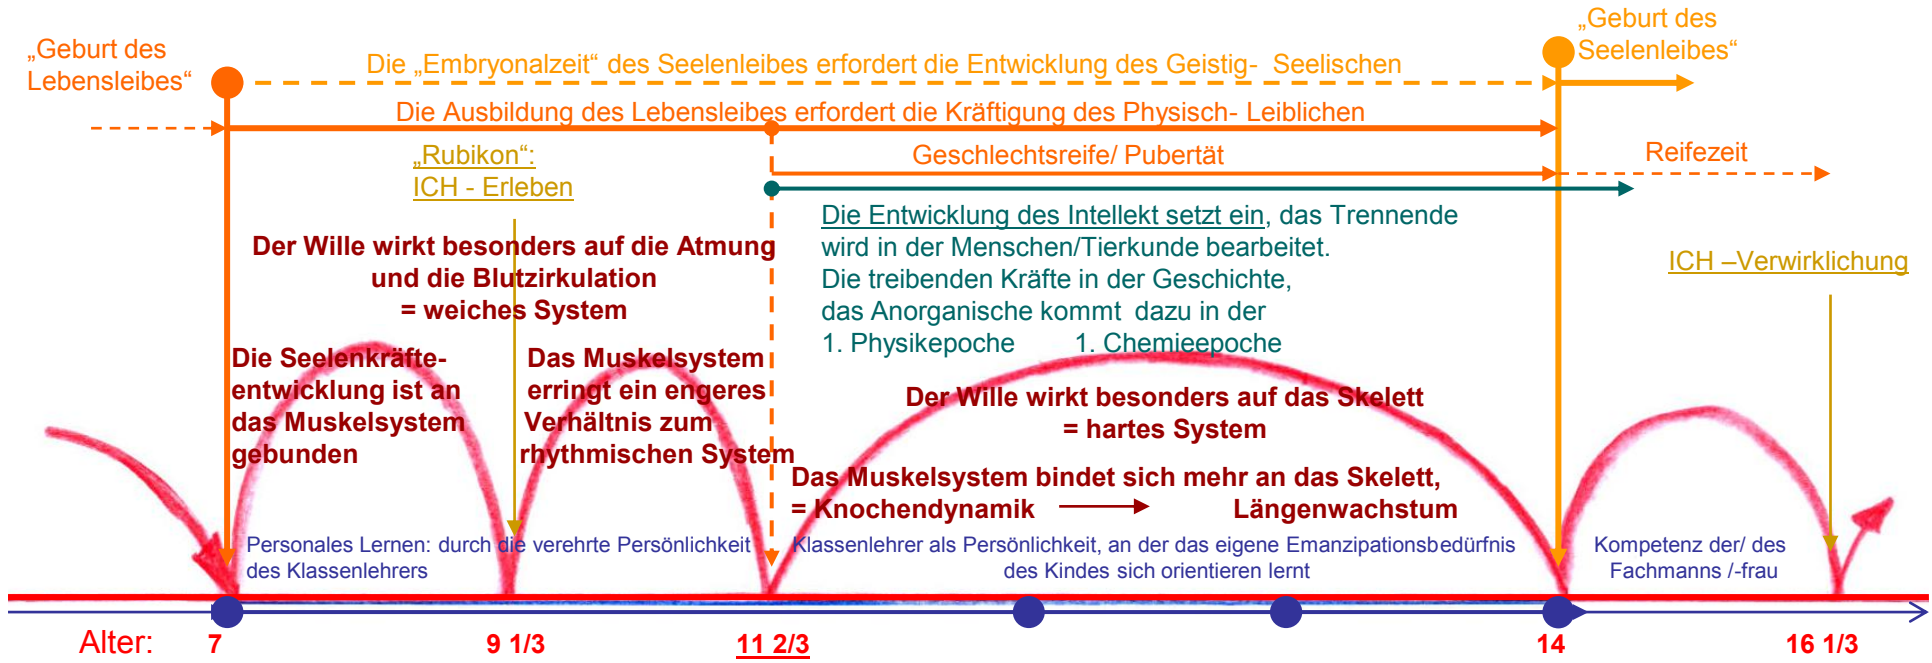 „Geburt des
Lebensleibes“
„Geburt des
Seelenleibes“
Die „Embryonalzeit“ des Seelenleibes erfordert die Entwicklung des Geistig- Seelischen
Die Ausbildung des Lebensleibes erfordert die Kräftigung des Physisch- Leiblichen
„Rubikon“:
ICH - Erleben
Geschlechtsreife/ Pubertät
Reifezeit
Die Entwicklung des Intellekt setzt ein, das Trennende
wird in der Menschen/Tierkunde bearbeitet.
Die treibenden Kräfte in der Geschichte,
das Anorganische kommt dazu in der
1. Physikepoche 1. Chemieepoche
ICH –Verwirklichung
Der Wille wirkt besonders auf die Atmung
und die Blutzirkulation
= weiches System
Die Seelenkräfte-
entwicklung ist an
das Muskelsystem
gebunden
Das Muskelsystem
erringt ein engeres
Verhältnis zum
rhythmischen System
Der Wille wirkt besonders auf das Skelett
= hartes System
Das Muskelsystem bindet sich mehr an das Skelett,
= Knochendynamik Längenwachstum
Personales Lernen: durch die verehrte Persönlichkeit
des Klassenlehrers
Klassenlehrer als Persönlichkeit, an der das eigene Emanzipationsbedürfnis
des Kindes sich orientieren lernt
Kompetenz der/ des
Fachmanns /-frau
Alter: 7 9 1/3 11 2/3 14 16 1/3